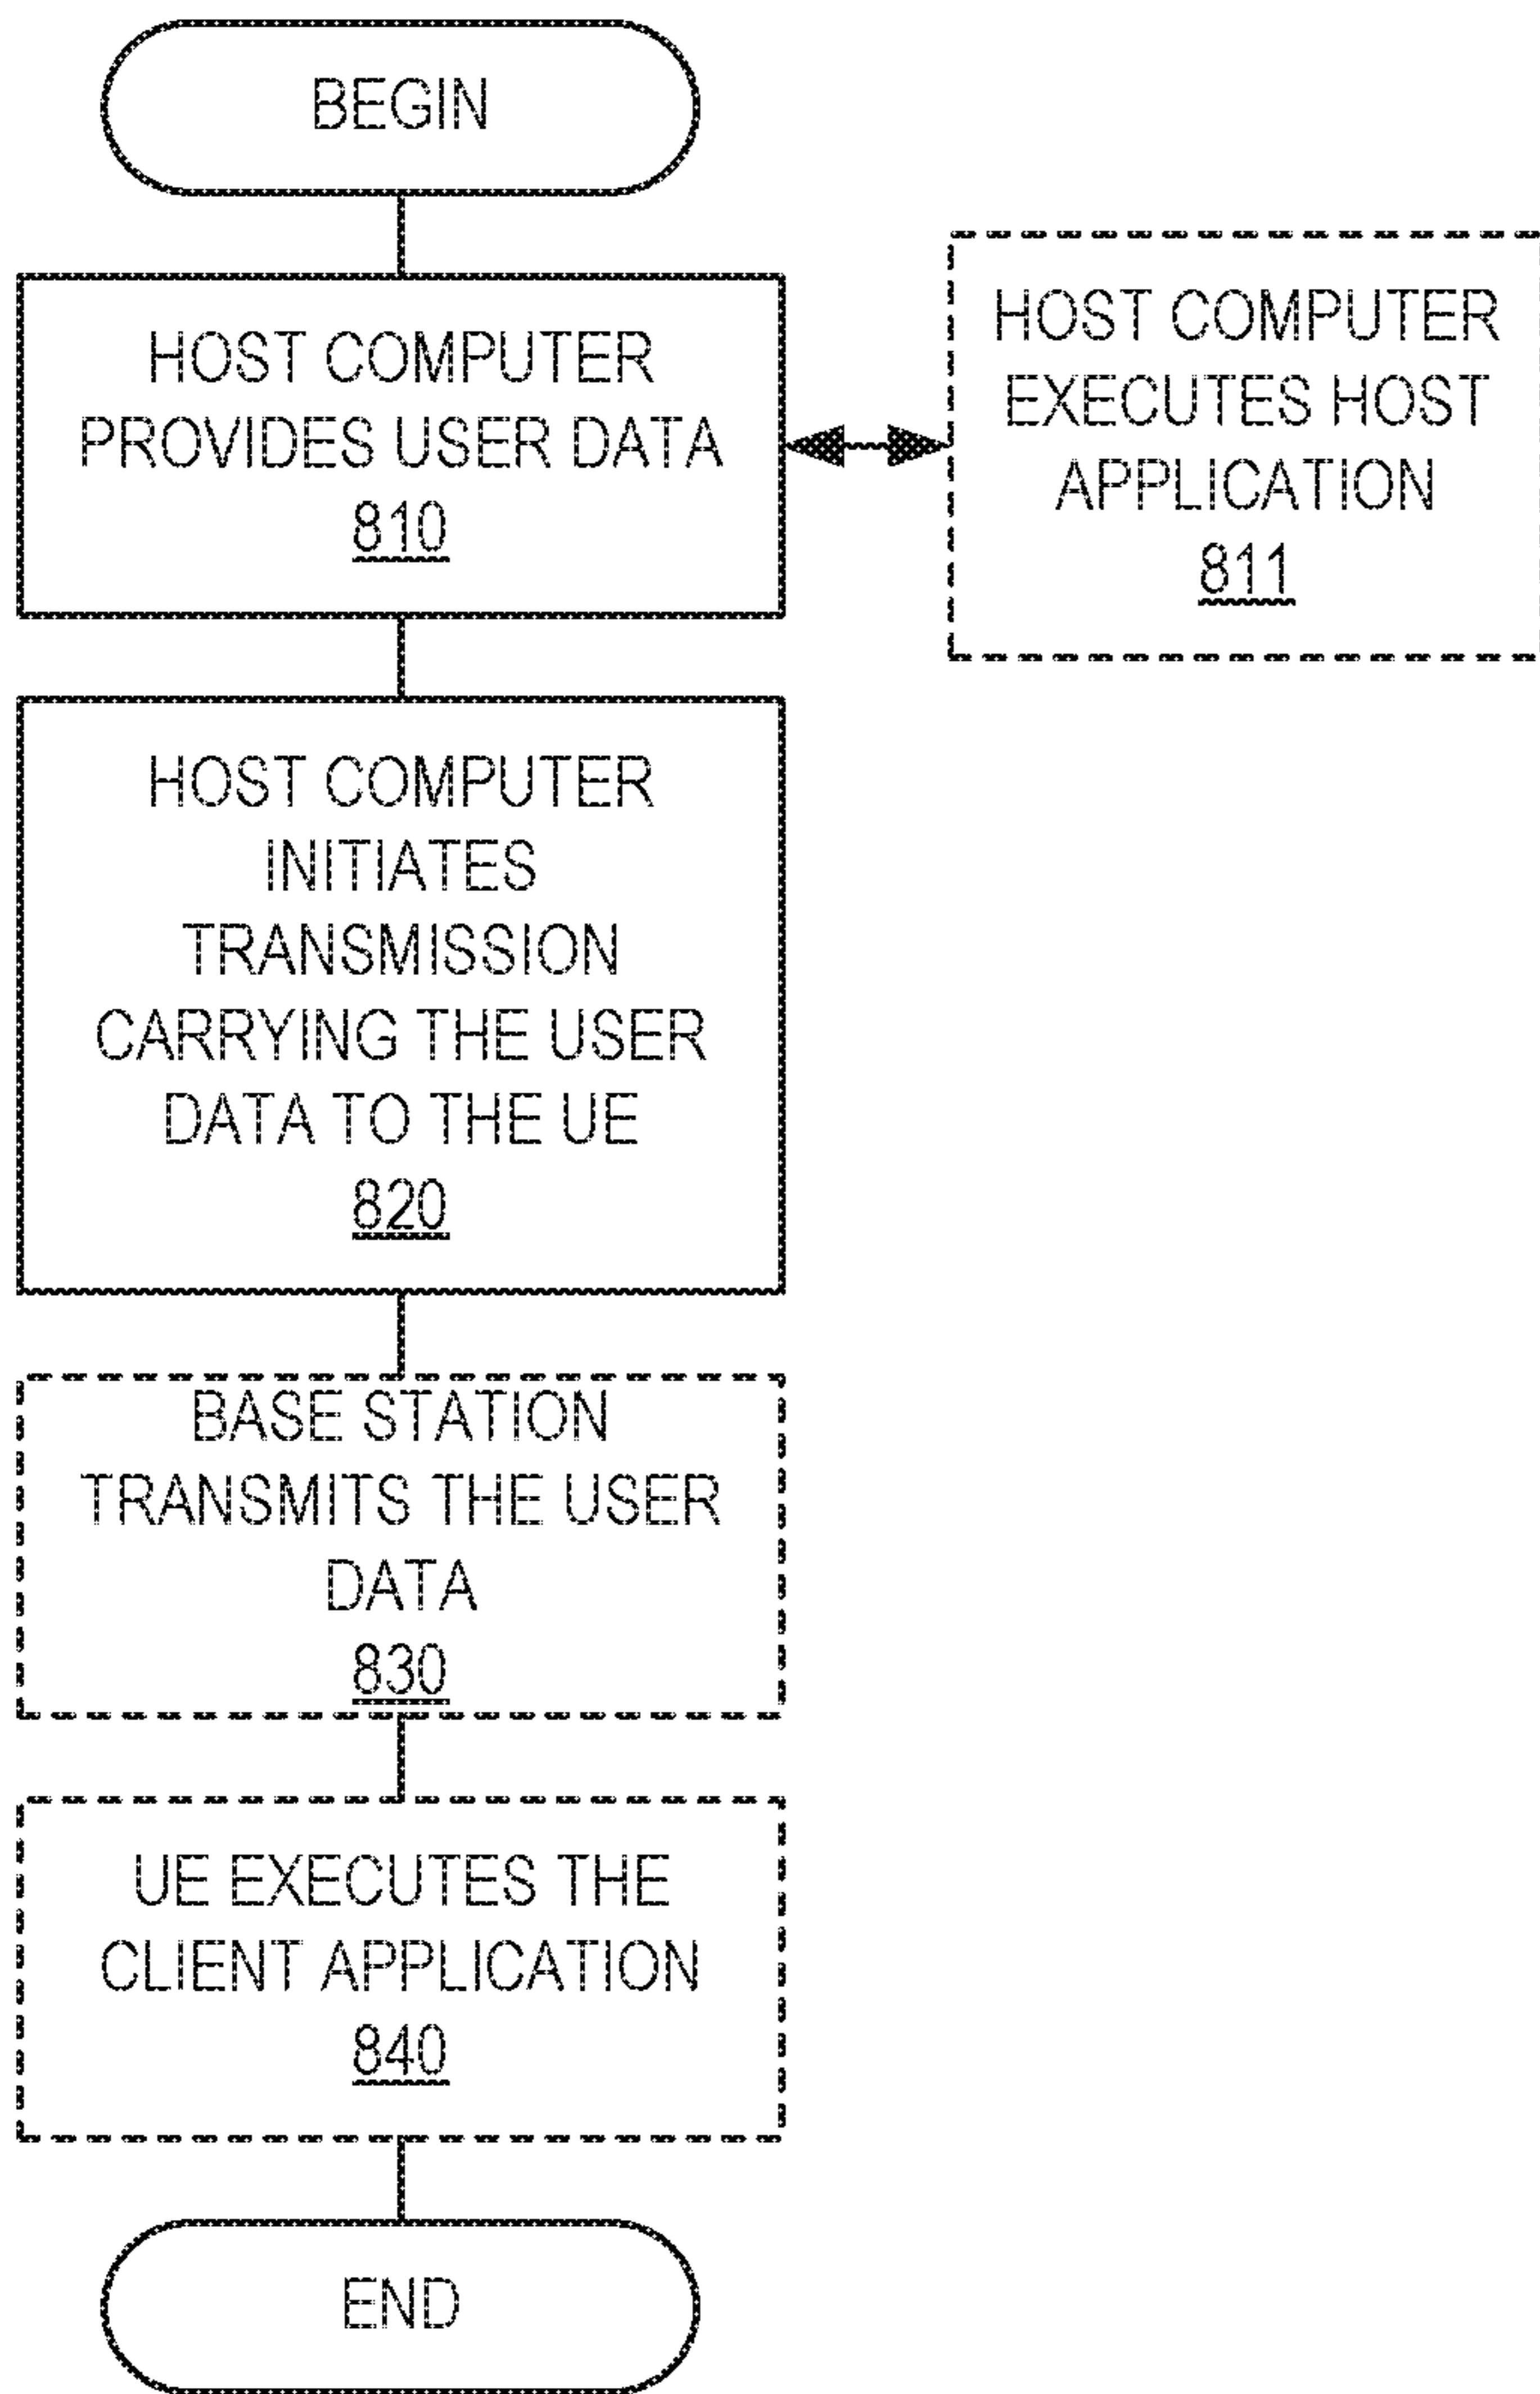 BEGIN
HOST COMPUTER
PROVIDES USER DATA
810
HOST COMPUTER
EXECUTES HOST
APPLICATION
811
HOST COMPUTER
INITIATES
TRANSMISSION
CARRYING THE USER
DATA TO THE UE
820
BASE STATION
TRANSMITS THE USER
DATA
830
UE EXECUTES THE
CLIENT APPLICATION
840
END